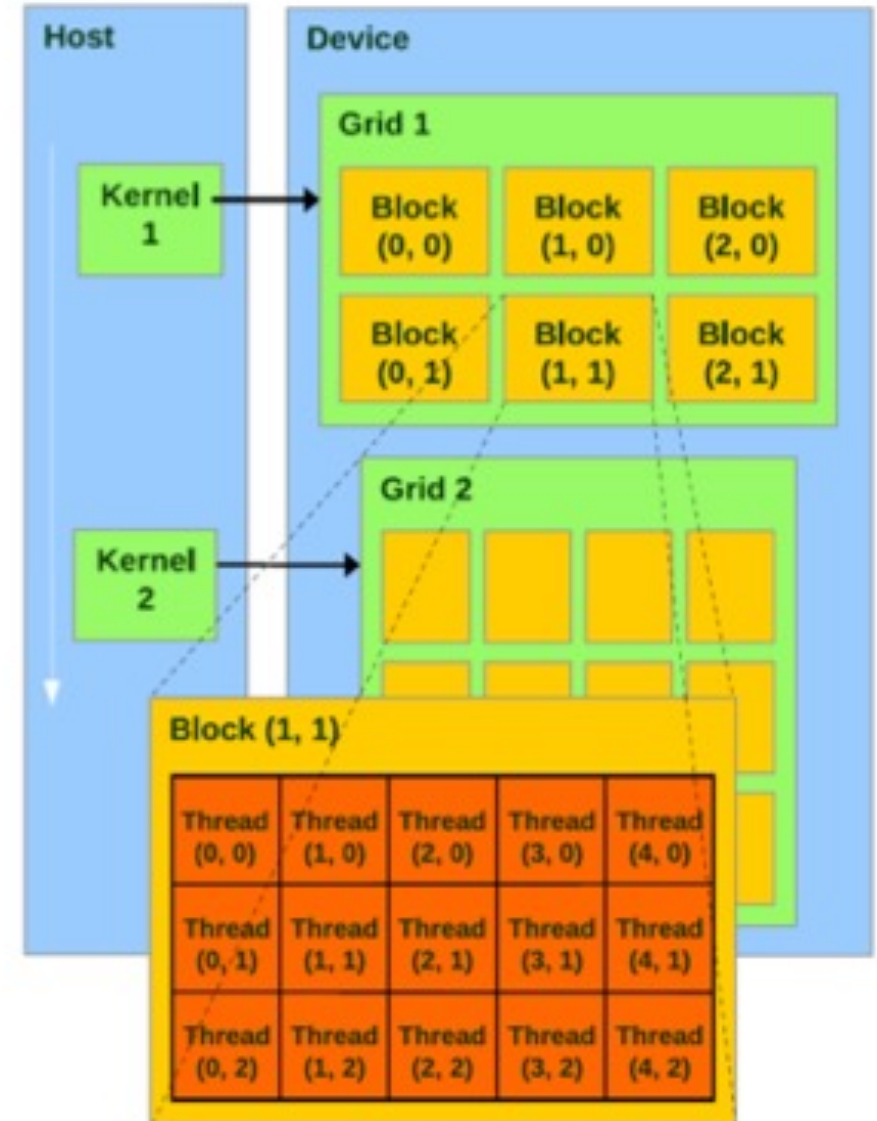 Host
Device
Grid 1
Kernel
1
Block
(0, 0)
Block
(1, 0)
Block
(2, 0)
Block
(0, 1)
Block
(1, 1)
Block
(2, 1)
Grid 2
Kernel
2
Block (1, 1)
Thread
(0, 0)
Thread
(1, 0)
Thread
(2, 0)
Thread
(3, 0)
Thread
(4, 0)
Thread
(0, 1)
Thread
(1, 1)
Thread
(2, 1)
Thread
(3, 1)
Thread
(4, 1)
Thread
(0, 2)
Thread
(1, 2)
Thread
(2, 2)
Thread
(3, 2)
Thread
(4, 2)